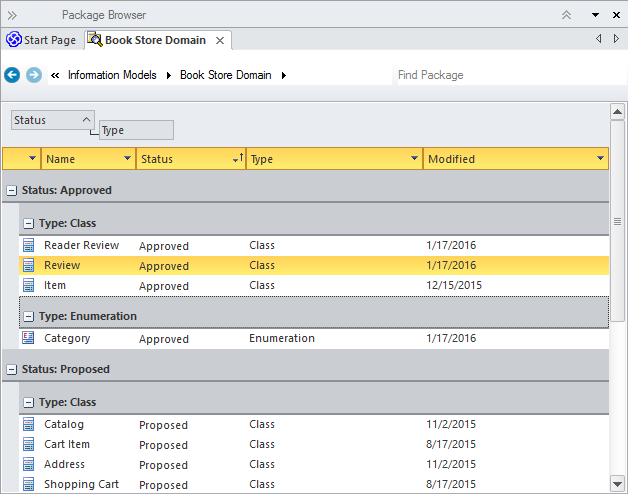 Package Browser
Start Page Book Store Domain
« Information Models Book Store Domain Find Package
Status
Type
Name Status Type Modified
Status: Approved
Type: Class
Reader Review Approved Class 1/17/2016
Review Approved Class 1/17/2016
Item Approved Class 12/15/2015
Type: Enumeration
Category Approved Enumeration 1/17/2016
Status: Proposed
Type: Class
Catalog Proposed Class 11/2/2015
Cart Item Proposed Class 8/17/2015
Address Proposed Class 11/2/2015
Shopping Cart Proposed Class 8/17/2015